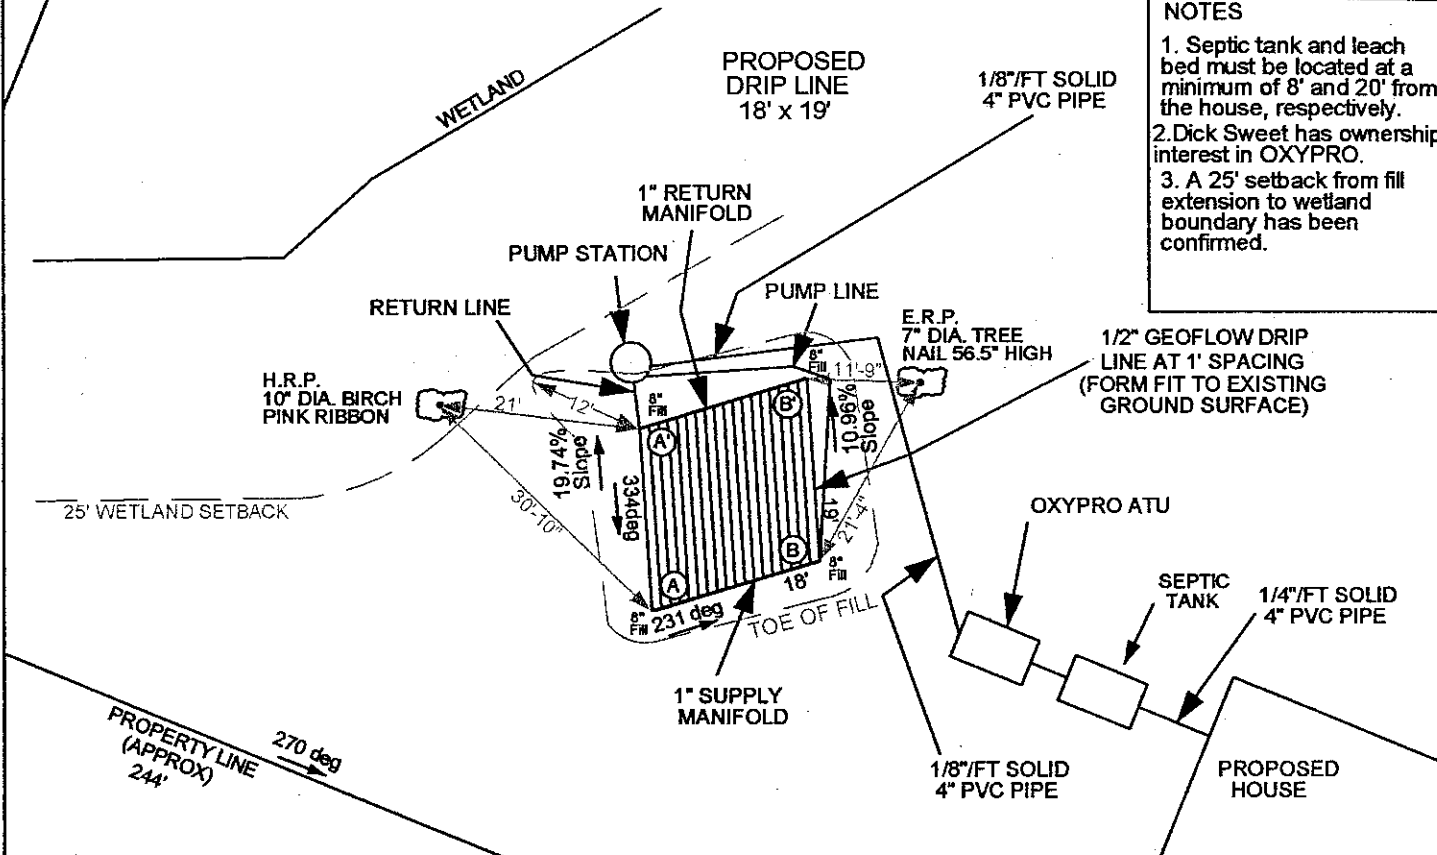 NOTES
1. Septic tank and leach
bed must be located at a
minimum of 8' and 20' from
the house, respectively.
2.Dick Sweet has ownership
interest in OXYPRO.
3. A 25' setback from fill
extension to wetland
boundary has been
confirmed.
PROPOSED
DRIP LINE
18' x 19'
1/8"/FT SOLID
4" PVC PIPE
WETLAND
1" RETURN
MANIFOLD
PUMP STATION
PUMP LINE
RETURN LINE
E.R.P.
7" DIA. TREE
NAIL 56.5" HIGH
1/2" GEOFLOW DRIP
LINE AT 1' SPACING
(FORM FIT TO EXISTING
GROUND SURFACE)
H.R.P.
10" DIA. BIRCH
PINK RIBBON
21'
12'
8"
Fill
8"
Fill
11'-9"
A'
B'
10.96%
Slope
19.74%
Slope
334deg
30'-10"
19'
21'-4"
25' WETLAND SETBACK
OXYPRO ATU
A
B
8"
Fill
18'
8"
Fill
231 deg
TOE OF FILL
SEPTIC
TANK
1/4"/FT SOLID
4" PVC PIPE
1" SUPPLY
MANIFOLD
PROPERTY LINE
(APPROX)
244'
270 deg
1/8"/FT SOLID
4" PVC PIPE
PROPOSED
HOUSE